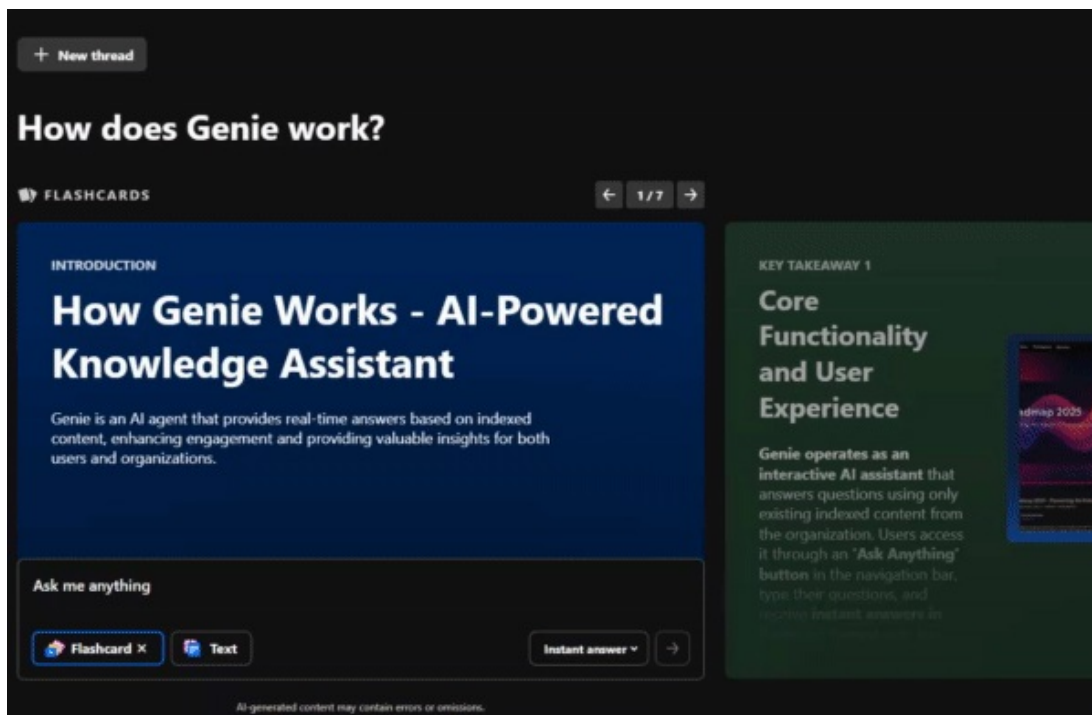 + New thread
How does Genie work?
FLASHCARDS
← 1/7 →
INTRODUCTION
How Genie Works - AI-Powered
Knowledge Assistant
Genie is an AI agent that provides real-time answers based on indexed
content, enhancing engagement and providing valuable insights for both
users and organizations.
KEY TAKEAWAY 1
Core
Functionality
and User
Experience
Genie operates as an
interactive AI assistant that
answers questions using only
existing indexed content from
the organization. Users access
it through an "Ask Anything"
button in the navigation bar,
type their questions, and
receive instant answers in
admap 2025
Ask me anything
Flashcard ×
Text
Instant answer
→
AI-generated content may contain errors or omissions.